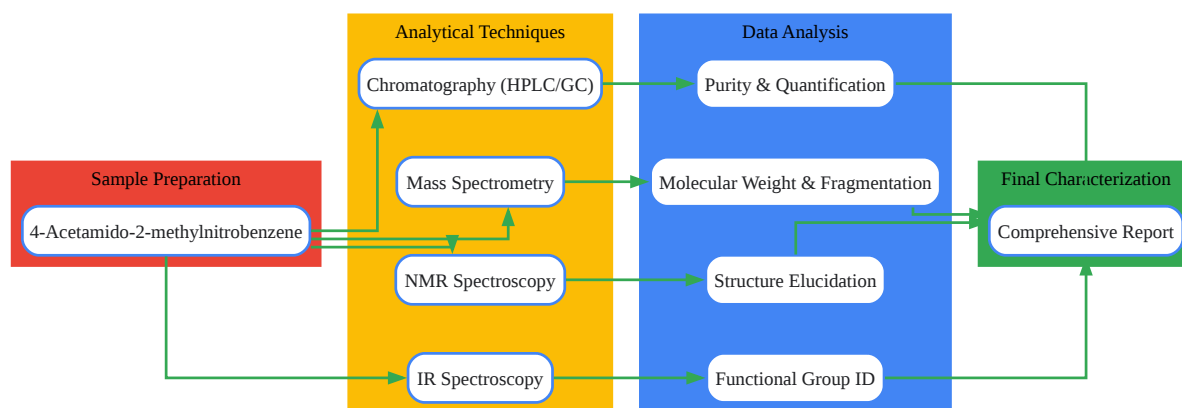 Analytical Techniques
Data Analysis
Chromatography (HPLC/GC)
Purity & Quantification
Sample Preparation
Mass Spectrometry
Molecular Weight & Fragmentation
Final Characterization
4-Acetamido-2-methylnitrobenzene
Comprehensive Report
NMR Spectroscopy
Structure Elucidation
IR Spectroscopy
Functional Group ID